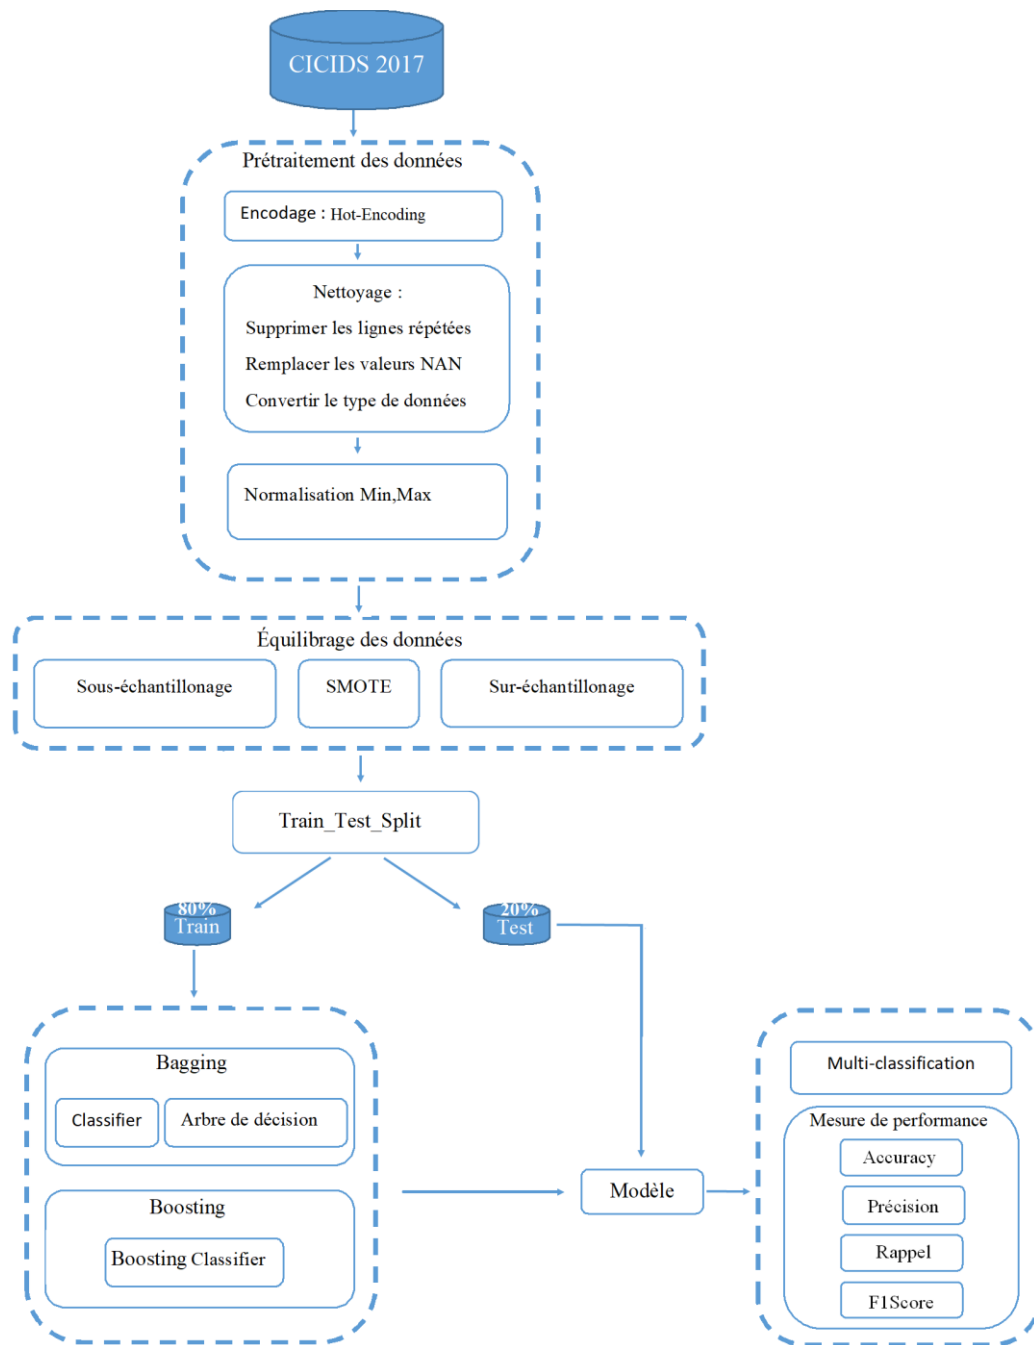 CICIDS 2017
Prétraitement des données
Encodage : Hot-Encoding
Nettoyage :
Supprimer les lignes répétées
Remplacer les valeurs NAN
Convertir le type de données
Normalisation Min,Max
Équilibrage des données
Sous-échantillonage
SMOTE
Sur-échantillonage
Train_Test_Split
80%
Train
20%
Test
Bagging
Classifier
Arbre de décision
Boosting
Boosting Classifier
Modèle
Multi-classification
Mesure de performance
Accuracy
Précision
Rappel
F1Score